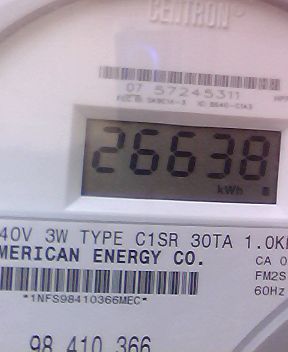 CENTRON®
07 57245311
26638
kWh
40V 3W TYPE C1SR 30TA 1.0K
MERICAN ENERGY CO.
CA 0
FM2S
60Hz
*1NFS98410366MEC*
98 410 366